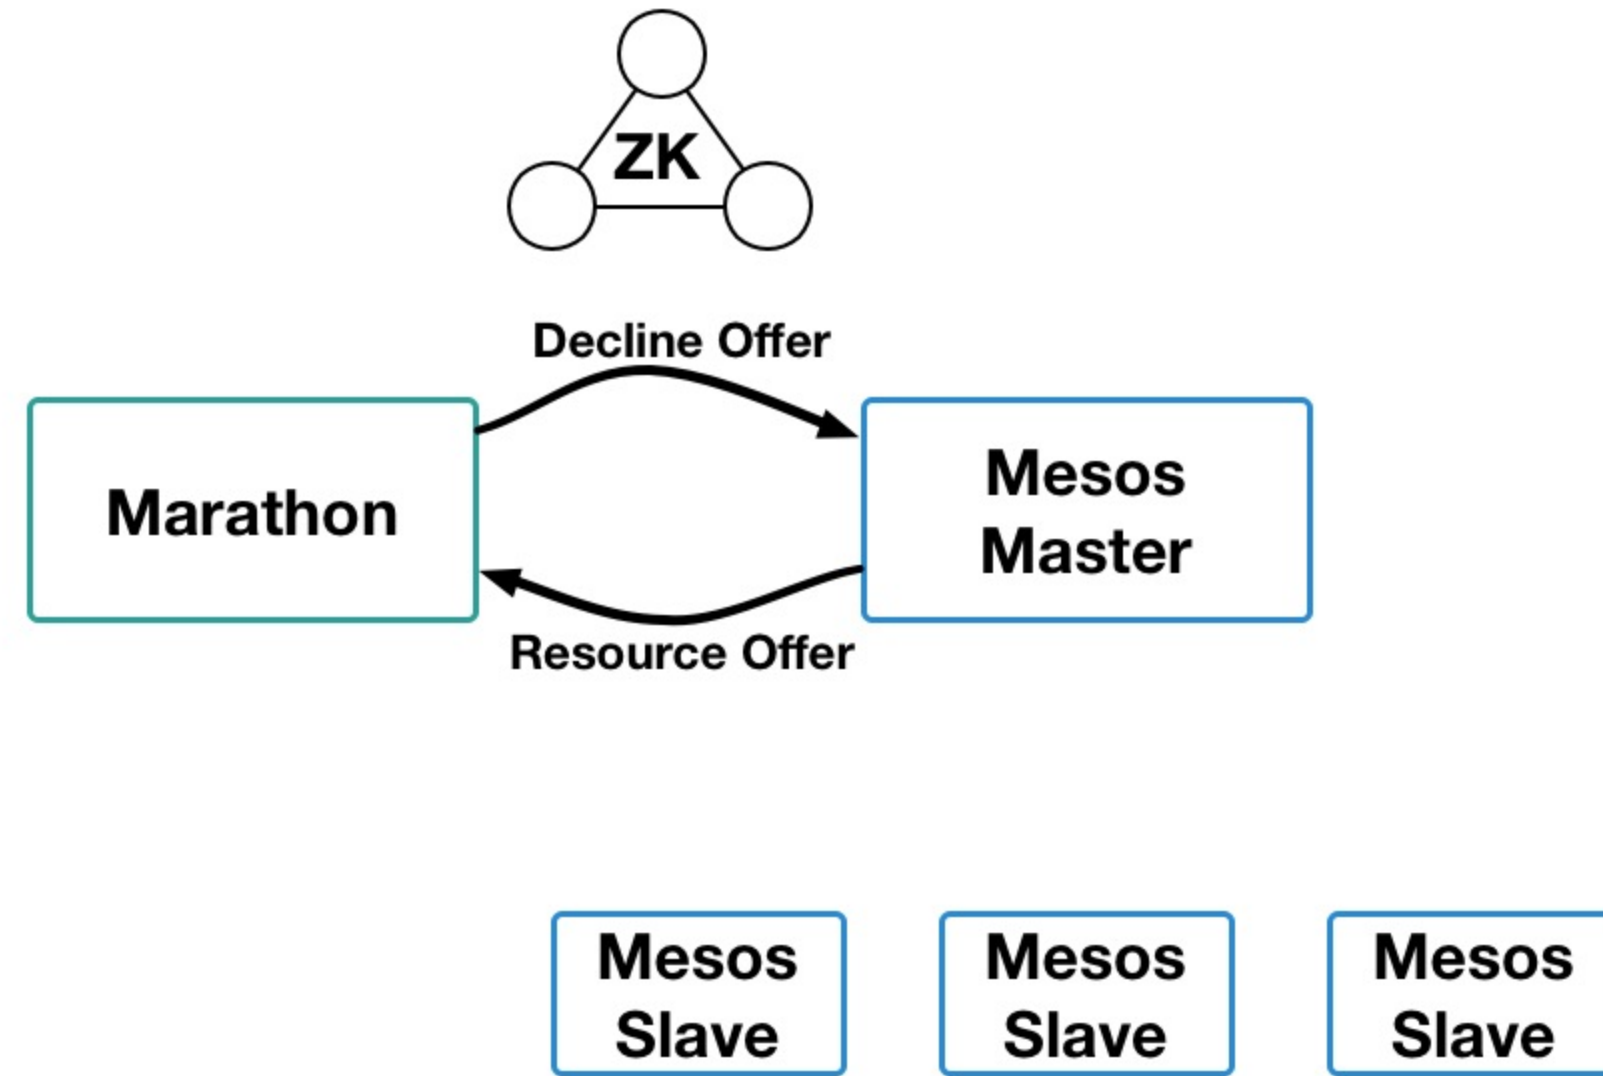 ZK
Decline Offer
Marathon
Mesos
Master
Resource Offer
Mesos
Slave
Mesos
Slave
Mesos
Slave